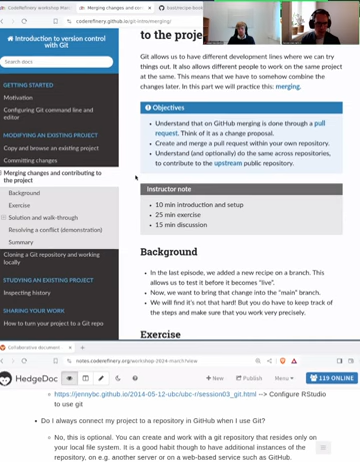 Merging changes and con
coderefinery.github.io/git-intro/merging/
Introduction to version control
with Git
Search docs
GETTING STARTED
Motivation
Configuring Git command line and
editor
MODIFYING AN EXISTING PROJECT
Copy and browse an existing project
Committing changes
Merging changes and contributing to
the project
Background
Exercise
Solution and walk-through
Resolving a conflict (demonstration)
Summary
Cloning a Git repository and working
locally
STUDYING AN EXISTING PROJECT
Inspecting history
SHARING YOUR WORK
How to turn your project to a Git repo
to the proje
Git allows us to have different development lines where we can try
things out. It also allows different people to work on the same project
at the same. This means that we have to somehow combine the
changes later. In this part we will practice this: merging.
Objectives
• Understand that on GitHub merging is done through a pull
request. Think of it as a change proposal.
• Create and merge a pull request within your own repository.
• Understand (and optionally) do the same across repositories,
to contribute to the upstream public repository.
Instructor note
• 10 min introduction and setup
• 25 min exercise
• 15 min discussion
Background
• In the last episode, we added a new recipe on a branch. This
allows us to test it before it becomes "live".
• Now, we want to bring that change into the "main" branch.
• We will find it's not that hard! But you do have to keep track of
the steps and make sure that you work very precisely.
Exercise
Collaborative document
notes.coderefinery.org/workshop-2024-march?view
HedgeDoc
+ New
Publish
Menu
119 ONLINE
https://jennybc.github.io/2014-05-12-ubc/ubc-r/session03_git.html --> Configure RStudio
to use git
• Do I always connect my project to a repository in GitHub when I use Git?
No, this is optional. You can create and work with a git repository that resides only on
your local file system. It is a good habit though to have additional instances of the
repository, on e.g. another server or on a web-based service such as GitHub.